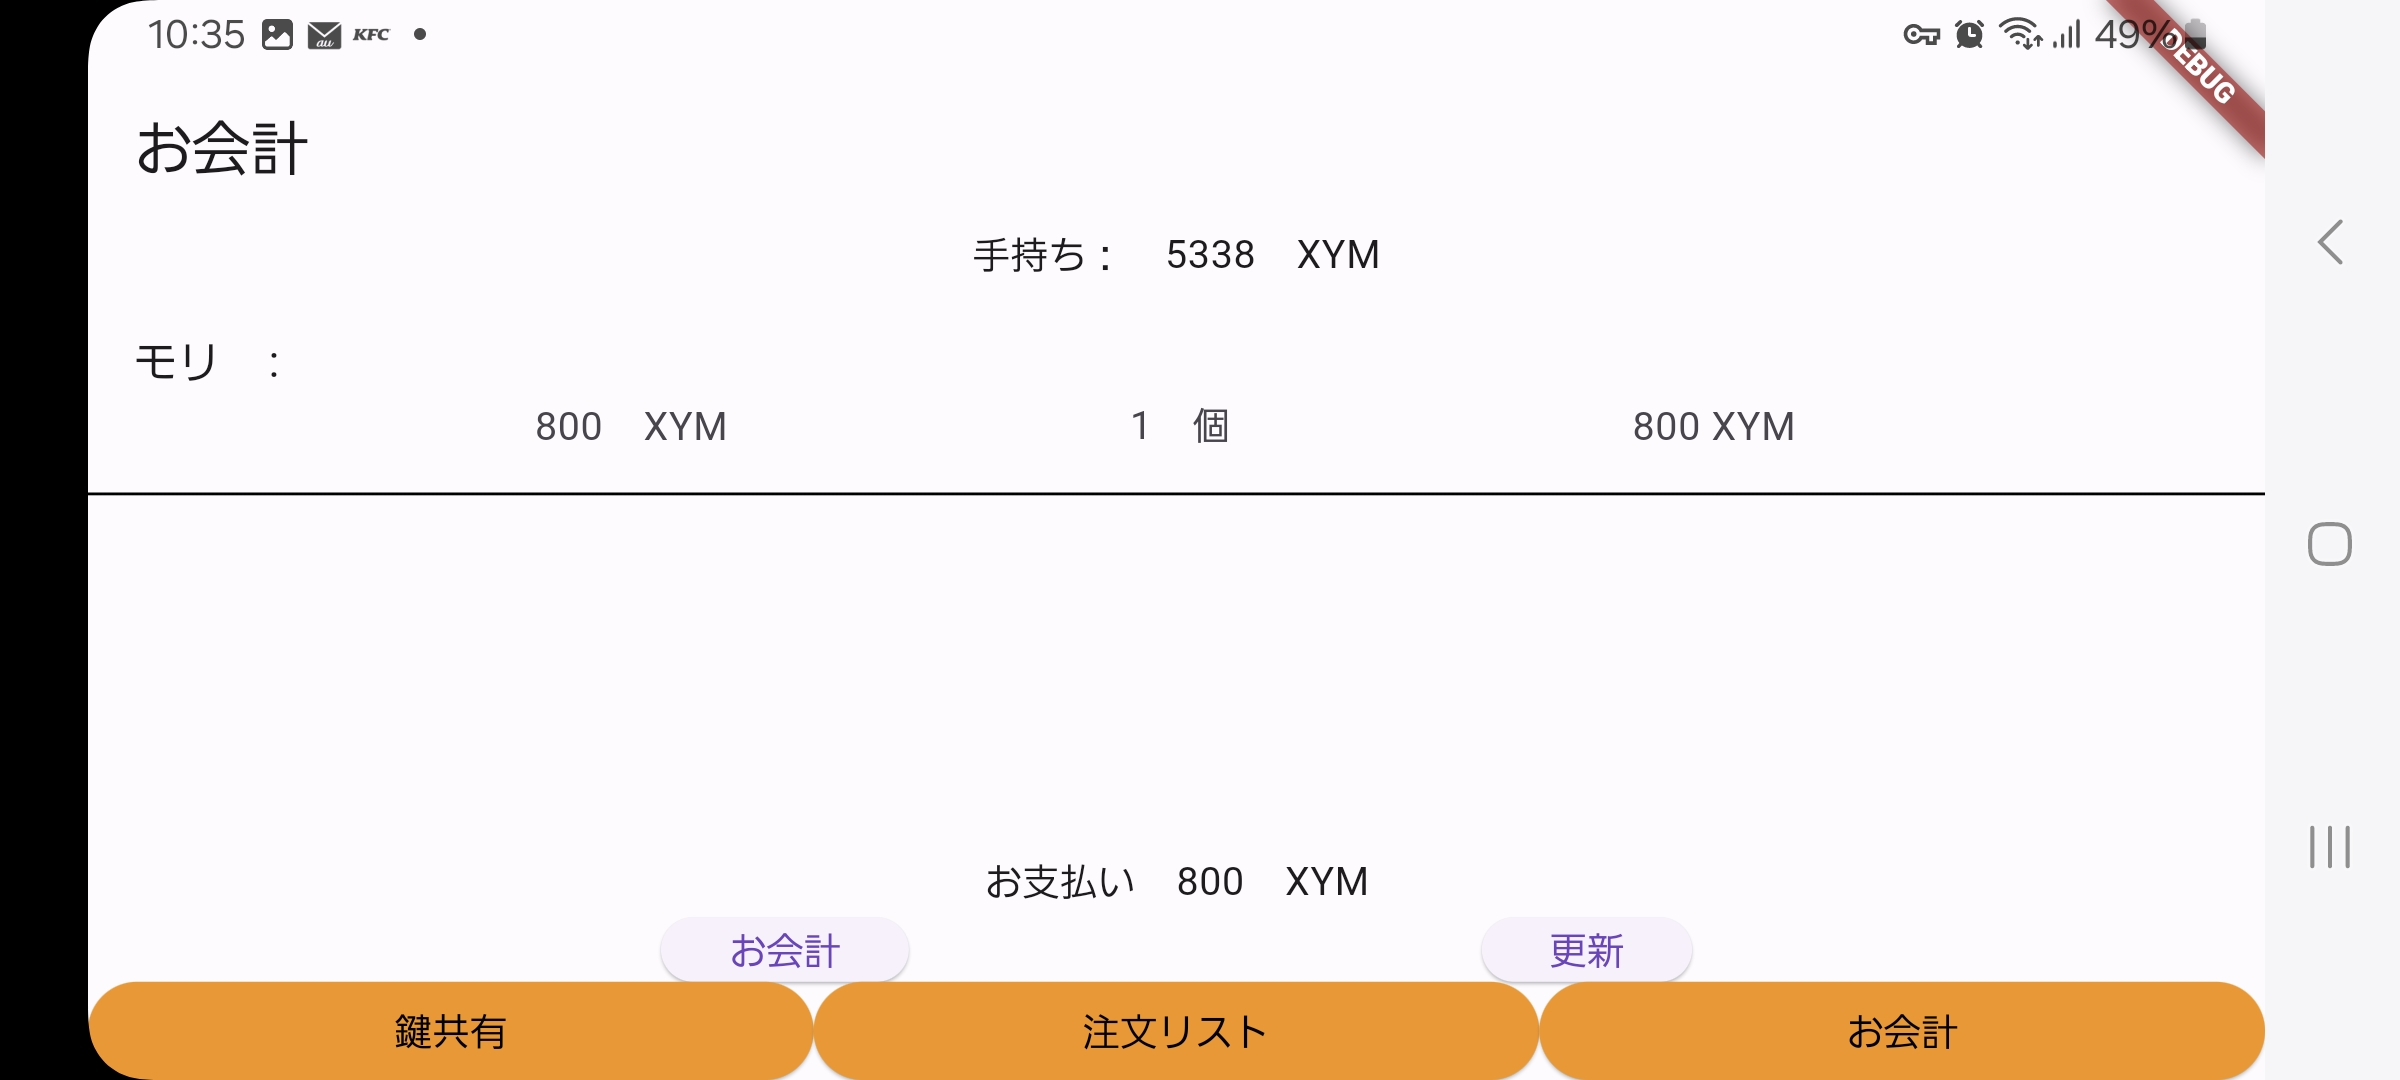 10:35 au KFC 49%
DEBUG
お会計
手持ち： 5338 XYM
モリ :
800 XYM 1 個 800 XYM
お支払い 800 XYM
お会計 更新
鍵共有 注文リスト お会計